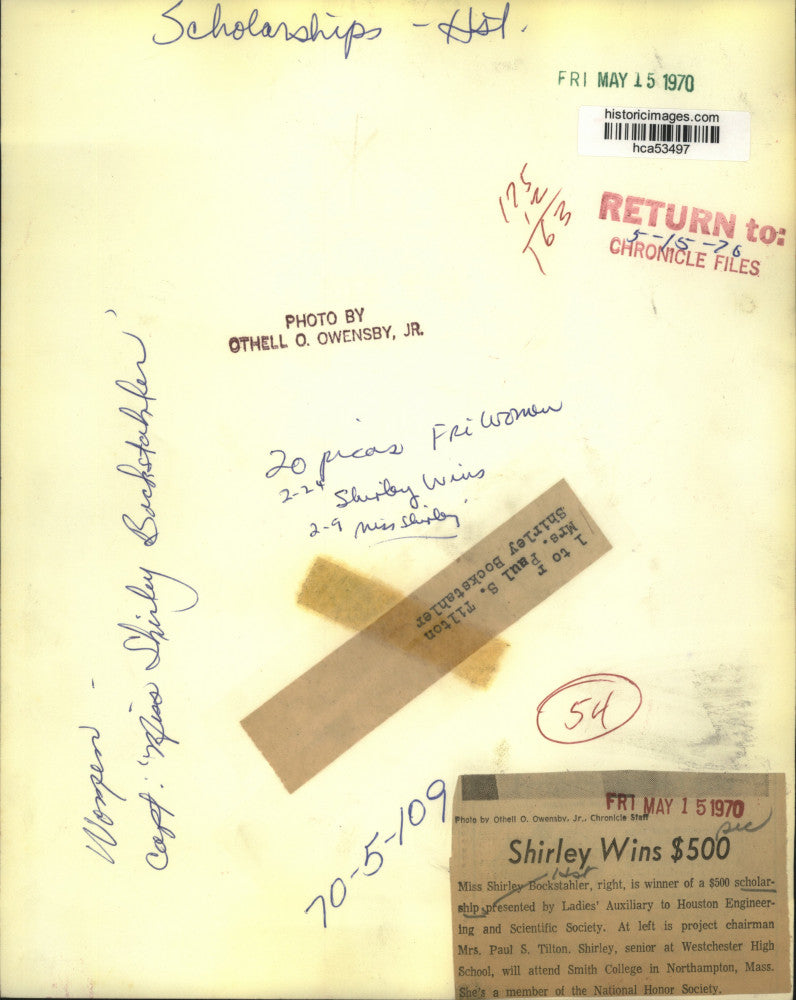 Scholarships - Hst.
FRI MAY 15 1970
historicimages.com
hca53497
175
RETURN to:
5-15-70
CHRONICLE FILES
PHOTO BY
OTHELL O. OWENSBY, JR.
20 picas Fri Women
2-24 Shirley Wins
2-9 Miss Shirley
l to r
Mrs. Paul S. Tilton
Shirley Bockstahler
Women -
Capt: "Miss Shirley Bockstahler"
54
70-5-109
FRI MAY 15 1970
Photo by Othell O. Owensby, Jr., Chronicle Staff
Shirley Wins $500
Hst
Miss Shirley Bockstahler, right, is winner of a $500 scholar-
ship presented by Ladies' Auxiliary to Houston Engineer-
ing and Scientific Society. At left is project chairman
Mrs. Paul S. Tilton. Shirley, senior at Westchester High
School, will attend Smith College in Northampton, Mass.
She's a member of the National Honor Society.